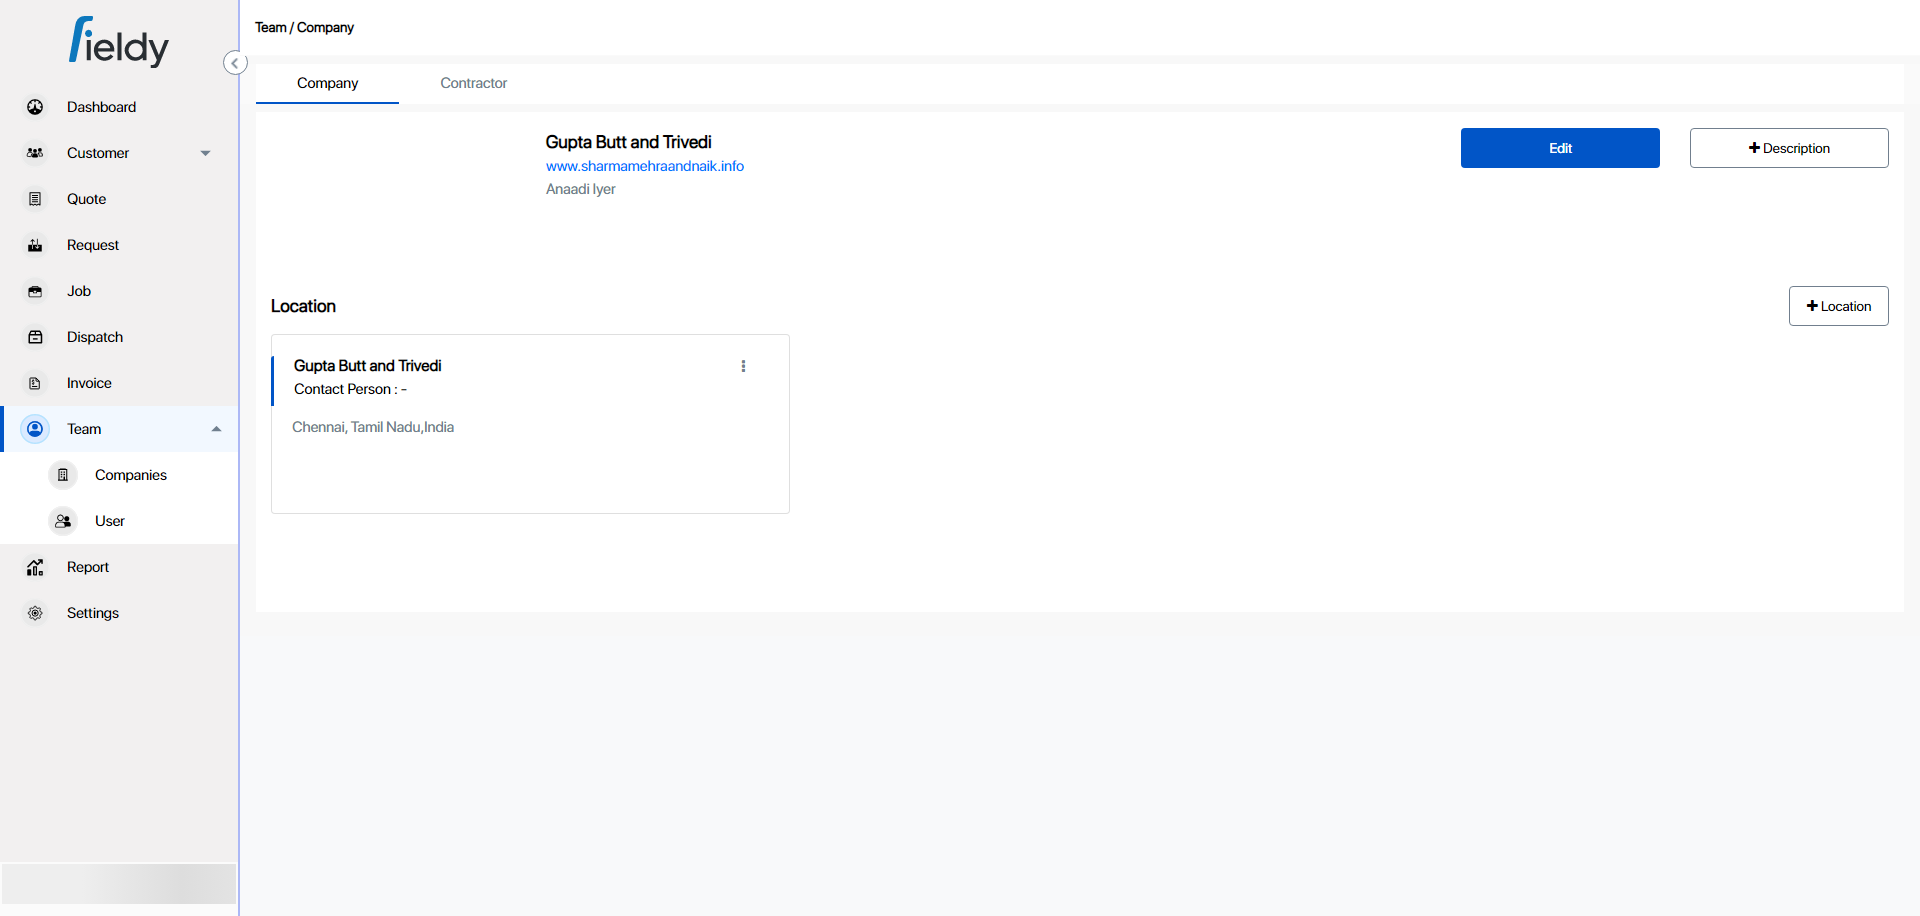 fieldy
Team / Company
Company
Contractor
Dashboard
Customer
Quote
Request
Job
Dispatch
Invoice
Team
Companies
User
Report
Settings
Gupta Butt and Trivedi
www.sharmamehraandnaik.info
Anaadi Iyer
Edit
+ Description
Location
+ Location
Gupta Butt and Trivedi
Contact Person : -
Chennai, Tamil Nadu,India